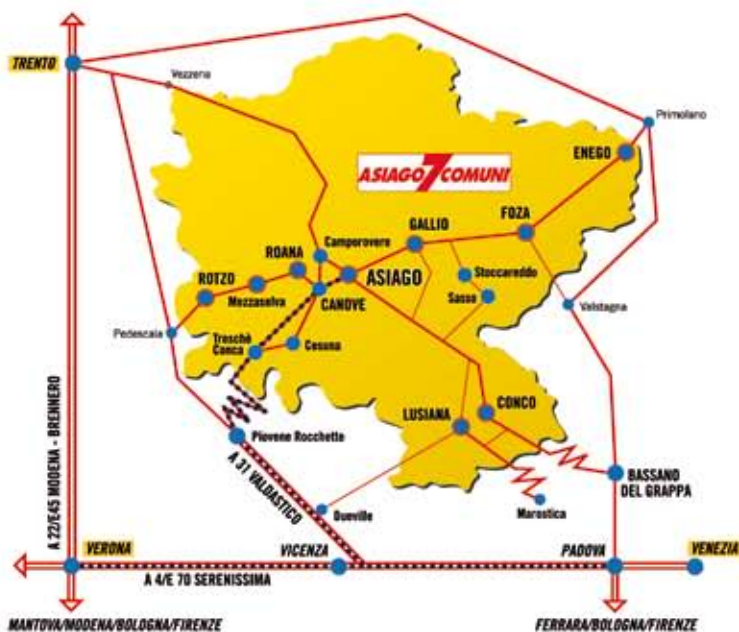 TRENTO
Vezzena
Primolano
ENEGO
ASIAGO 7 COMUNI
FOZA
GALLIO
Camporovere
ROANA
ASIAGO
Stoccareddo
ROTZO
Mezzaselva
CANOVE
Sasso
Valstagna
Pedescala
Treschè
Conca
Cesuna
CONCO
LUSIANA
Piovene Rocchette
BASSANO
DEL GRAPPA
A 31 VALDASTICO
Dueville
Marostica
A 22/E45 MODENA - BRENNERO
VERONA
VICENZA
PADOVA
VENEZIA
A 4/E 70 SERENISSIMA
MANTOVA/MODENA/BOLOGNA/FIRENZE
FERRARA/BOLOGNA/FIRENZE